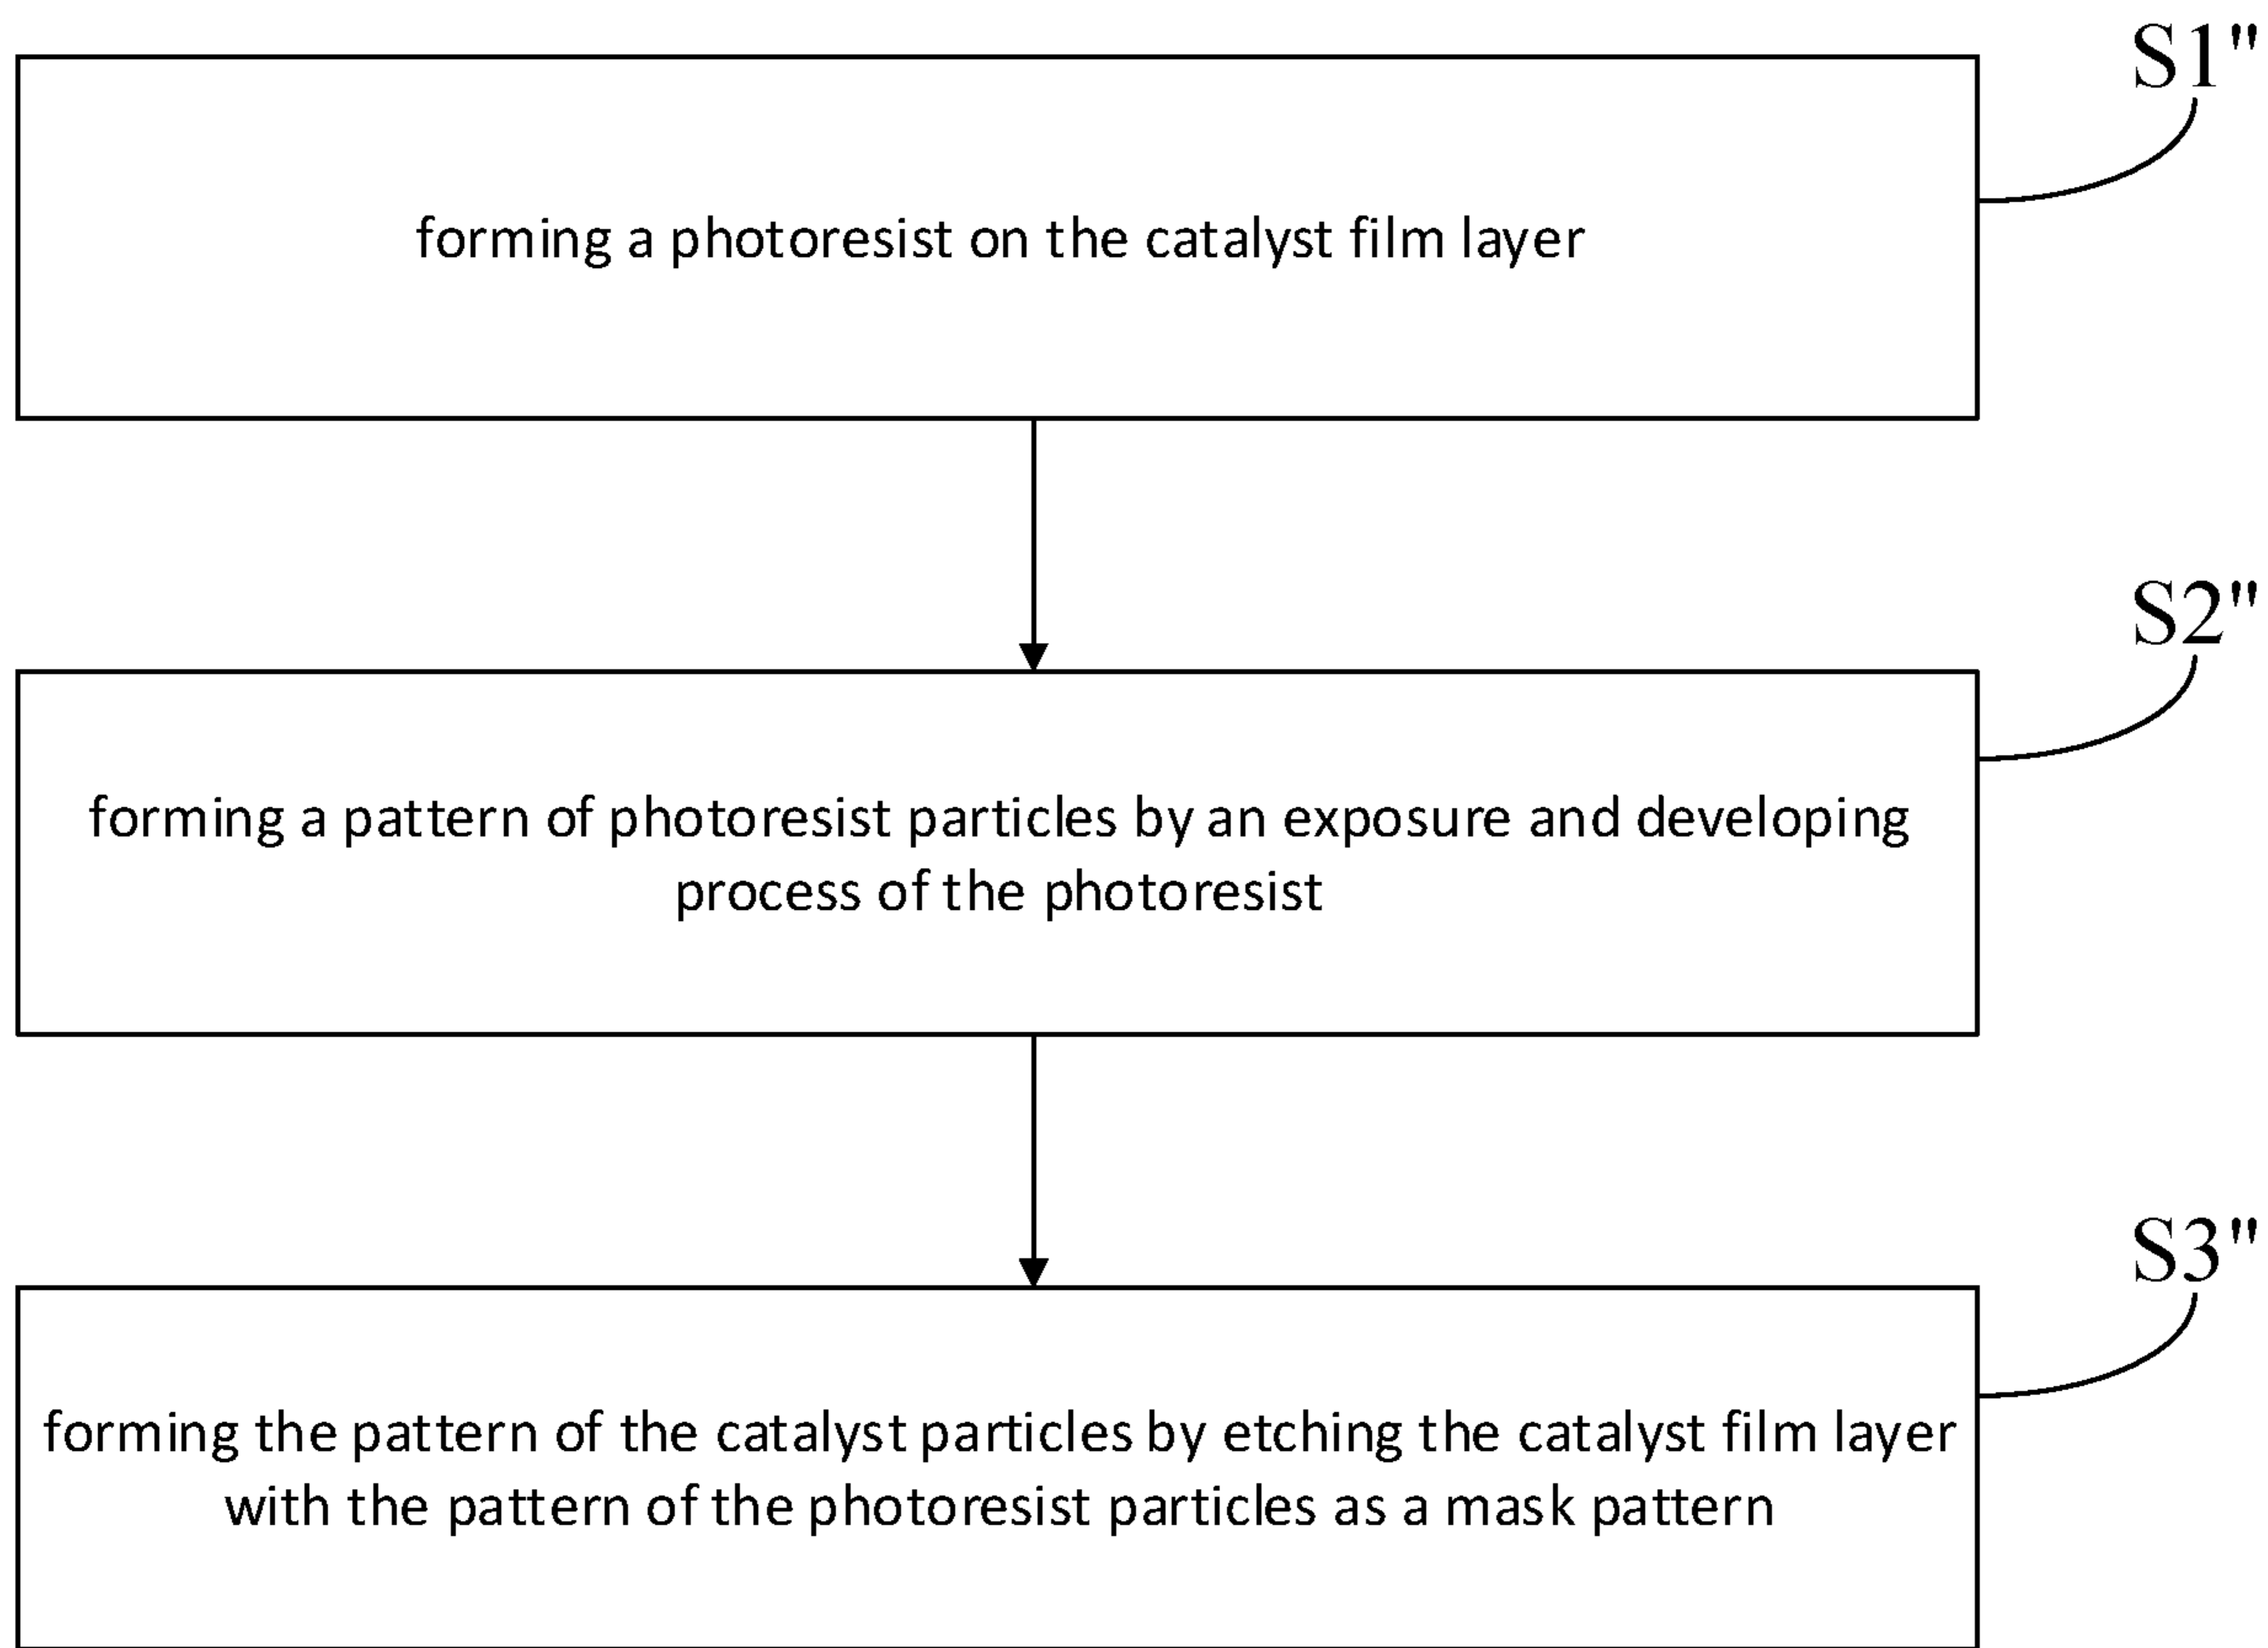 S1"
forming a photoresist on the catalyst film layer
S2"
forming a pattern of photoresist particles by an exposure and developing
process of the photoresist
S3"
forming the pattern of the catalyst particles by etching the catalyst film layer
with the pattern of the photoresist particles as a mask pattern